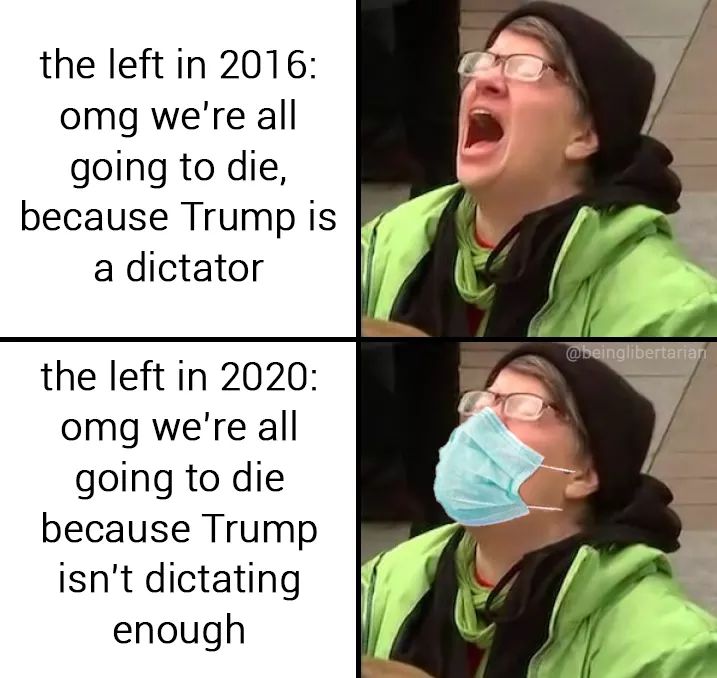 the left in 2016:
omg we're all
going to die,
because Trump is
a dictator
@beinglibertarian
the left in 2020:
omg we're all
going to die
because Trump
isn't dictating
enough